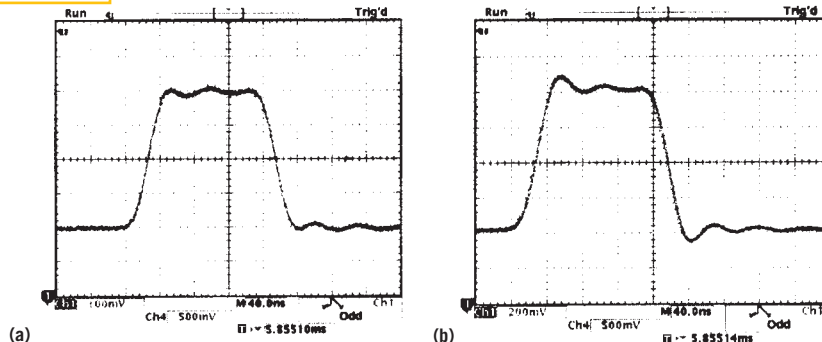 Run
Trig'd
Ch1 100mV
M 40.0ns
Ch1
Ch4 500mV
Odd
5.85510ms
(a)
Run
Trig'd
Ch1 200mV
M 40.0ns
Ch1
Ch4 500mV
Odd
5.85514ms
(b)